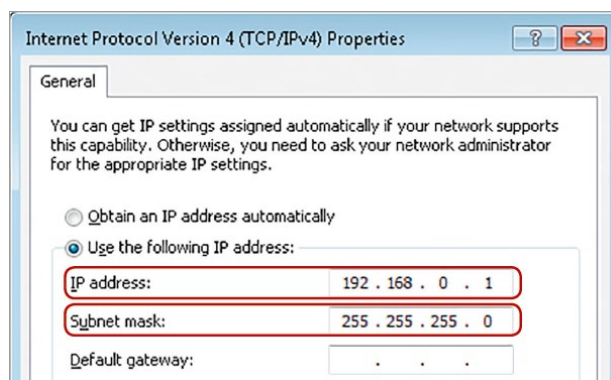 Internet Protocol Version 4 (TCP/IPv4) Properties
General
You can get IP settings assigned automatically if your network supports
this capability. Otherwise, you need to ask your network administrator
for the appropriate IP settings.
Obtain an IP address automatically
Use the following IP address:
IP address: 192 . 168 . 0 . 1
Subnet mask: 255 . 255 . 255 . 0
Default gateway: . . .